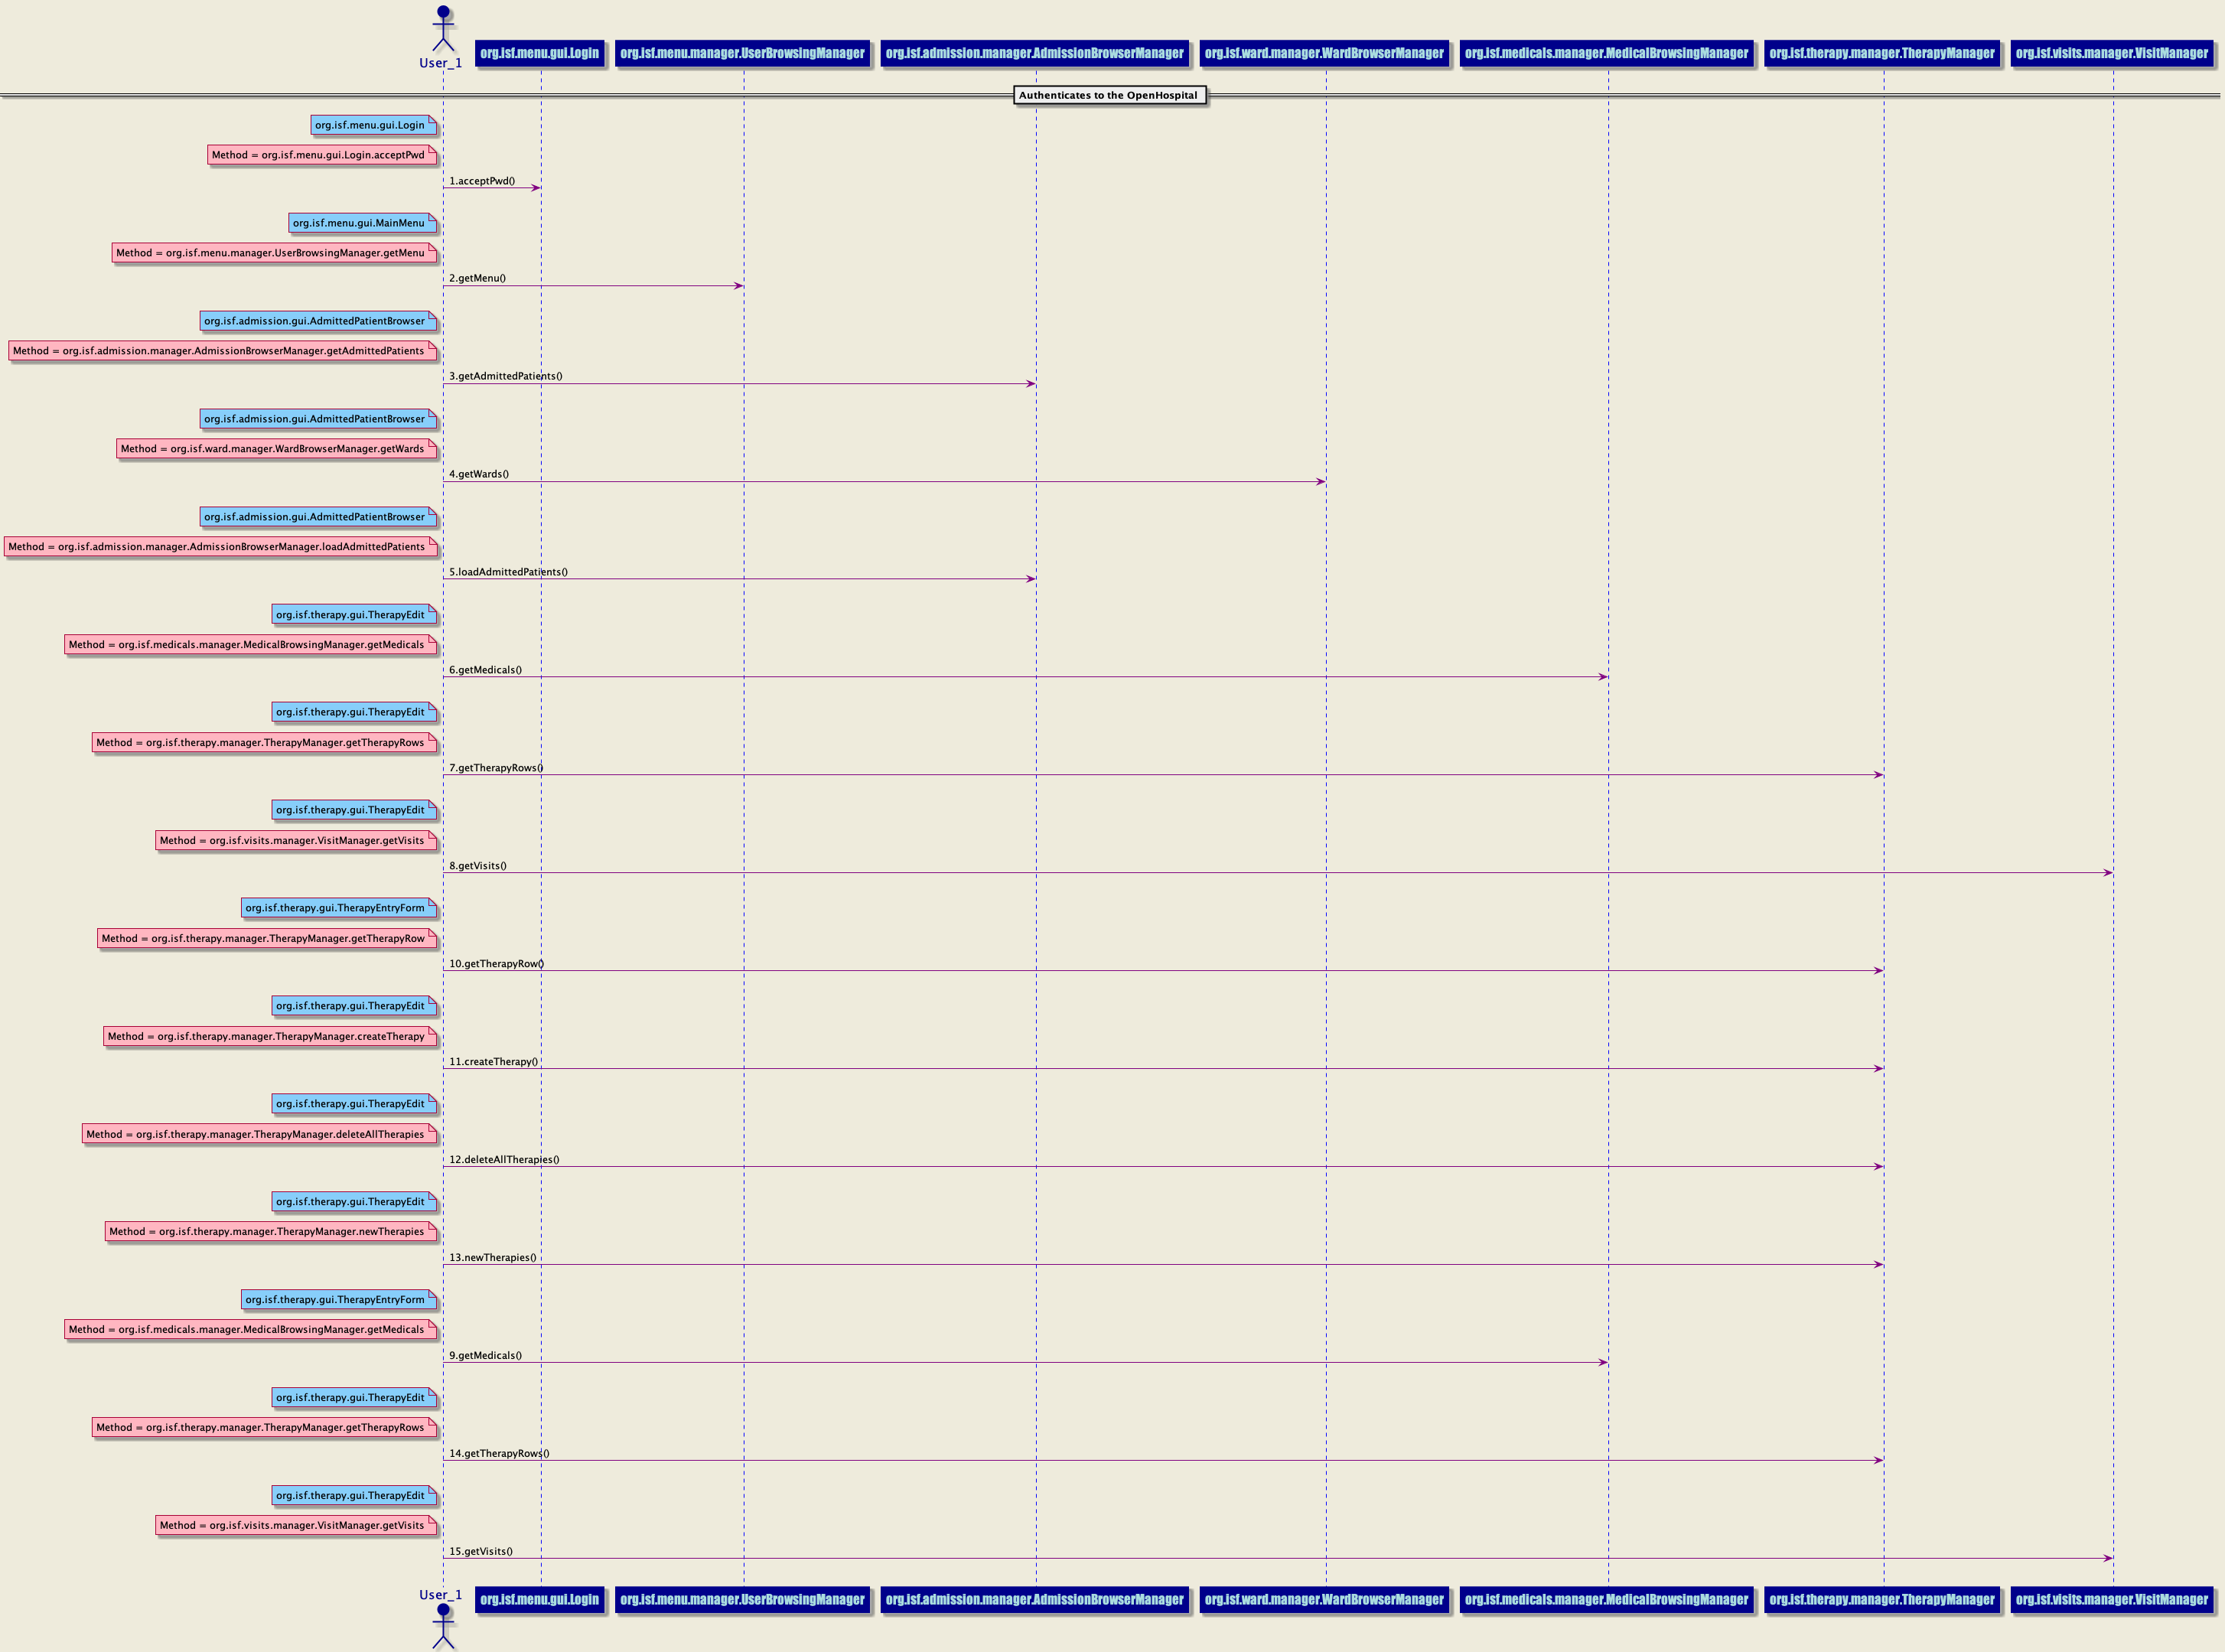 User_1
org.isf.menu.gui.Login
org.isf.menu.manager.UserBrowsingManager
org.isf.admission.manager.AdmissionBrowserManager
org.isf.ward.manager.WardBrowserManager
org.isf.medicals.manager.MedicalBrowsingManager
org.isf.therapy.manager.TherapyManager
org.isf.visits.manager.VisitManager
Authenticates to the OpenHospital
org.isf.menu.gui.Login
Method = org.isf.menu.gui.Login.acceptPwd
1.acceptPwd()
org.isf.menu.gui.MainMenu
Method = org.isf.menu.manager.UserBrowsingManager.getMenu
2.getMenu()
org.isf.admission.gui.AdmittedPatientBrowser
Method = org.isf.admission.manager.AdmissionBrowserManager.getAdmittedPatients
3.getAdmittedPatients()
org.isf.admission.gui.AdmittedPatientBrowser
Method = org.isf.ward.manager.WardBrowserManager.getWards
4.getWards()
org.isf.admission.gui.AdmittedPatientBrowser
Method = org.isf.admission.manager.AdmissionBrowserManager.loadAdmittedPatients
5.loadAdmittedPatients()
org.isf.therapy.gui.TherapyEdit
Method = org.isf.medicals.manager.MedicalBrowsingManager.getMedicals
6.getMedicals()
org.isf.therapy.gui.TherapyEdit
Method = org.isf.therapy.manager.TherapyManager.getTherapyRows
7.getTherapyRows()
org.isf.therapy.gui.TherapyEdit
Method = org.isf.visits.manager.VisitManager.getVisits
8.getVisits()
org.isf.therapy.gui.TherapyEntryForm
Method = org.isf.therapy.manager.TherapyManager.getTherapyRow
10.getTherapyRow()
org.isf.therapy.gui.TherapyEdit
Method = org.isf.therapy.manager.TherapyManager.createTherapy
11.createTherapy()
org.isf.therapy.gui.TherapyEdit
Method = org.isf.therapy.manager.TherapyManager.deleteAllTherapies
12.deleteAllTherapies()
org.isf.therapy.gui.TherapyEdit
Method = org.isf.therapy.manager.TherapyManager.newTherapies
13.newTherapies()
org.isf.therapy.gui.TherapyEntryForm
Method = org.isf.medicals.manager.MedicalBrowsingManager.getMedicals
9.getMedicals()
org.isf.therapy.gui.TherapyEdit
Method = org.isf.therapy.manager.TherapyManager.getTherapyRows
14.getTherapyRows()
org.isf.therapy.gui.TherapyEdit
Method = org.isf.visits.manager.VisitManager.getVisits
15.getVisits()
User_1
org.isf.menu.gui.Login
org.isf.menu.manager.UserBrowsingManager
org.isf.admission.manager.AdmissionBrowserManager
org.isf.ward.manager.WardBrowserManager
org.isf.medicals.manager.MedicalBrowsingManager
org.isf.therapy.manager.TherapyManager
org.isf.visits.manager.VisitManager